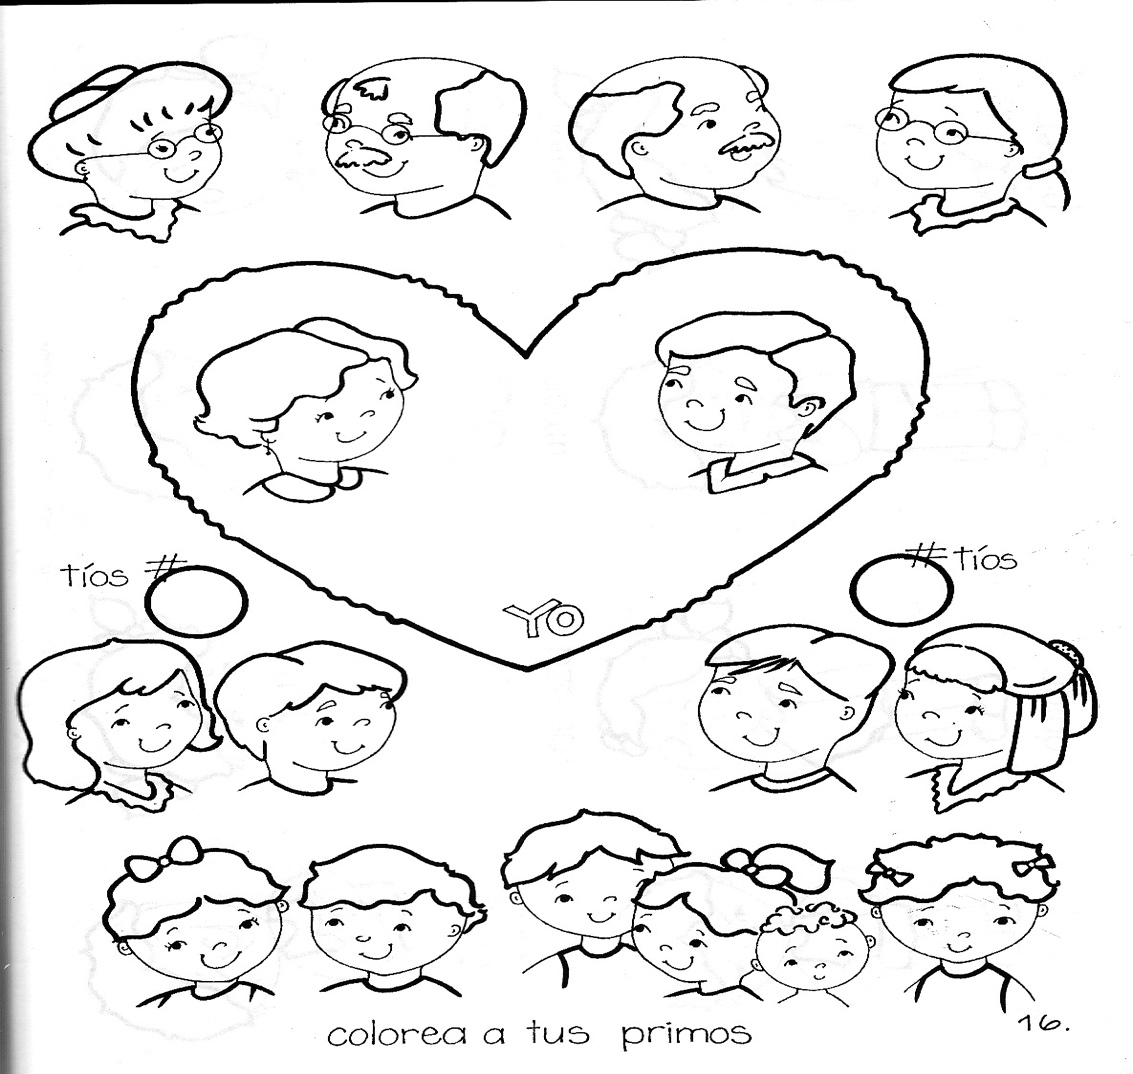 tíos #
# tíos
YO
colorea a tus primos
16.